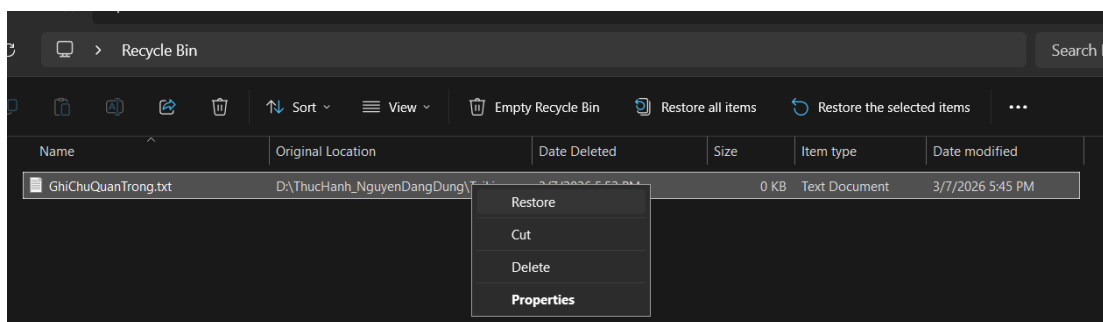 Recycle Bin
Search
Sort View Empty Recycle Bin Restore all items Restore the selected items
Name Original Location Date Deleted Size Item type Date modified
GhiChuQuanTrong.txt D:\ThucHanh_NguyenDangDung\ 0 KB Text Document 3/7/2026 5:45 PM
Restore
Cut
Delete
Properties